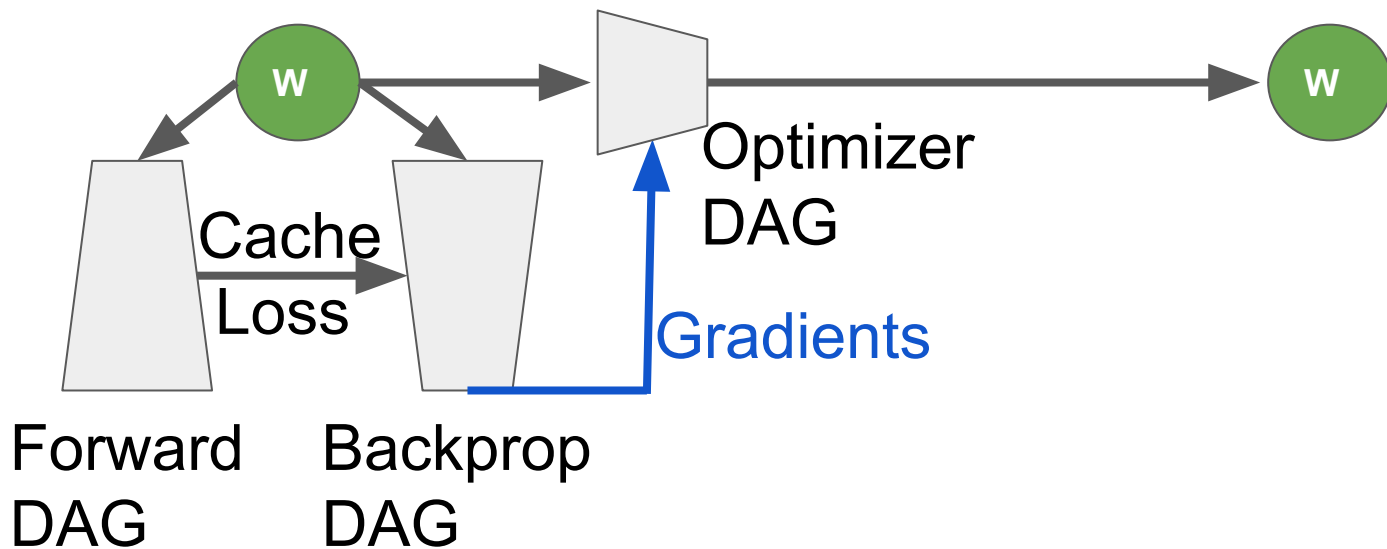 W
W
Optimizer
DAG
Cache
Loss
Gradients
Forward
DAG
Backprop
DAG